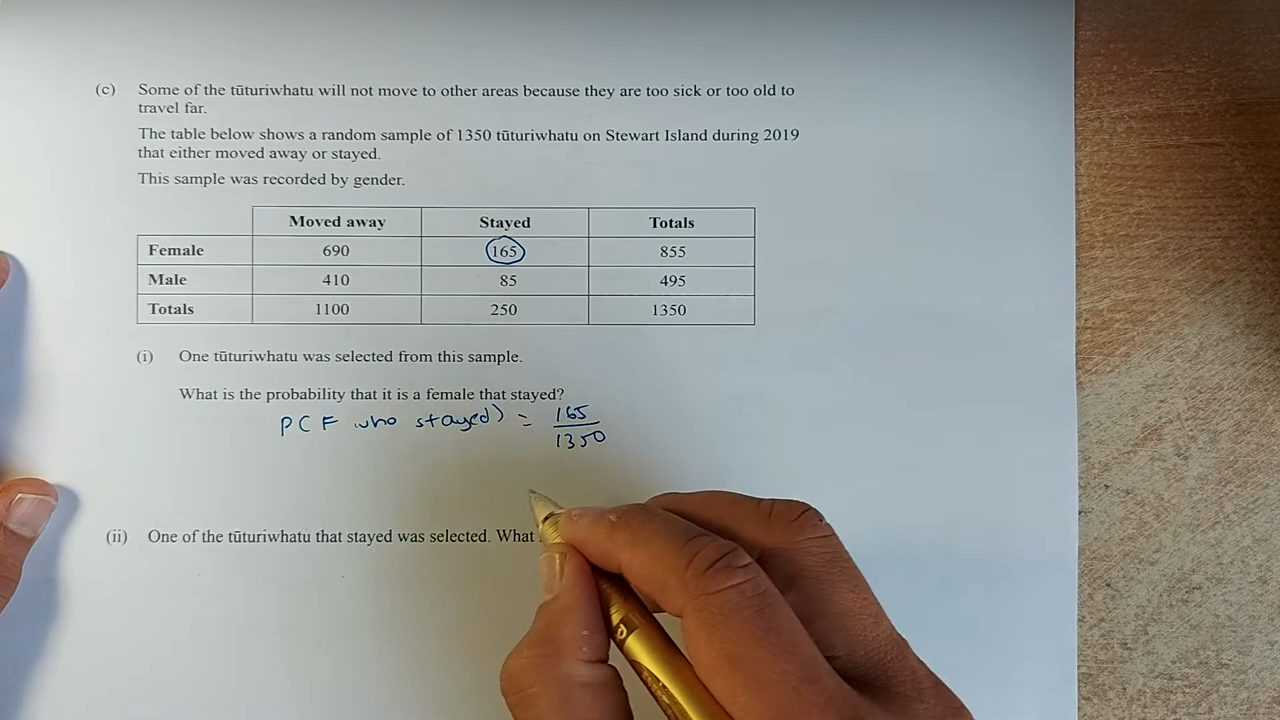 (c) Some of the tūturiwhatu will not move to other areas because they are too sick or too old to
travel far.
The table below shows a random sample of 1350 tūturiwhatu on Stewart Island during 2019
that either moved away or stayed.
This sample was recorded by gender.
Moved away Stayed Totals
Female 690 165 855
Male 410 85 495
Totals 1100 250 1350
(i) One tūturiwhatu was selected from this sample.
What is the probability that it is a female that stayed?
P(F who stayed) = 165
1350
(ii) One of the tūturiwhatu that stayed was selected. What